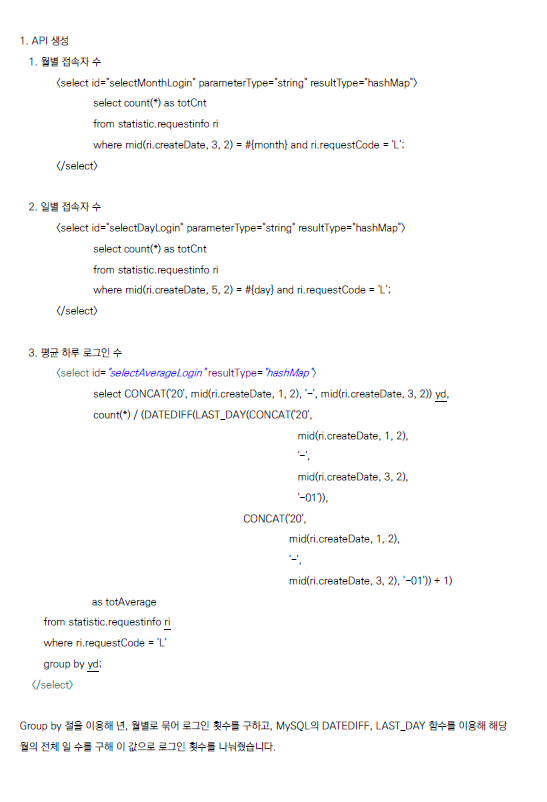 1. API 생성
1. 월별 접속자 수
<select id="selectMonthLogin" parameterType="string" resultType="hashMap">
select count(*) as totCnt
from statistic.requestinfo ri
where mid(ri.createDate, 3, 2) = #{month} and ri.requestCode = 'L';
</select>
2. 일별 접속자 수
<select id="selectDayLogin" parameterType="string" resultType="hashMap">
select count(*) as totCnt
from statistic.requestinfo ri
where mid(ri.createDate, 5, 2) = #{day} and ri.requestCode = 'L';
</select>
3. 평균 하루 로그인 수
<select id="selectAverageLogin" resultType="hashMap">
select CONCAT('20', mid(ri.createDate, 1, 2), '-', mid(ri.createDate, 3, 2)) yd,
count(*) / (DATEDIFF(LAST_DAY(CONCAT('20',
mid(ri.createDate, 1, 2),
'-',
mid(ri.createDate, 3, 2),
'-01')),
CONCAT('20',
mid(ri.createDate, 1, 2),
'-',
mid(ri.createDate, 3, 2), '-01')) + 1)
as totAverage
from statistic.requestinfo ri
where ri.requestCode = 'L'
group by yd;
</select>
Group by 절을 이용해 년, 월별로 묶어 로그인 횟수를 구하고, MySQL의 DATEDIFF, LAST_DAY 함수를 이용해 해당
월의 전체 일 수를 구해 이 값으로 로그인 횟수를 나눠줬습니다.